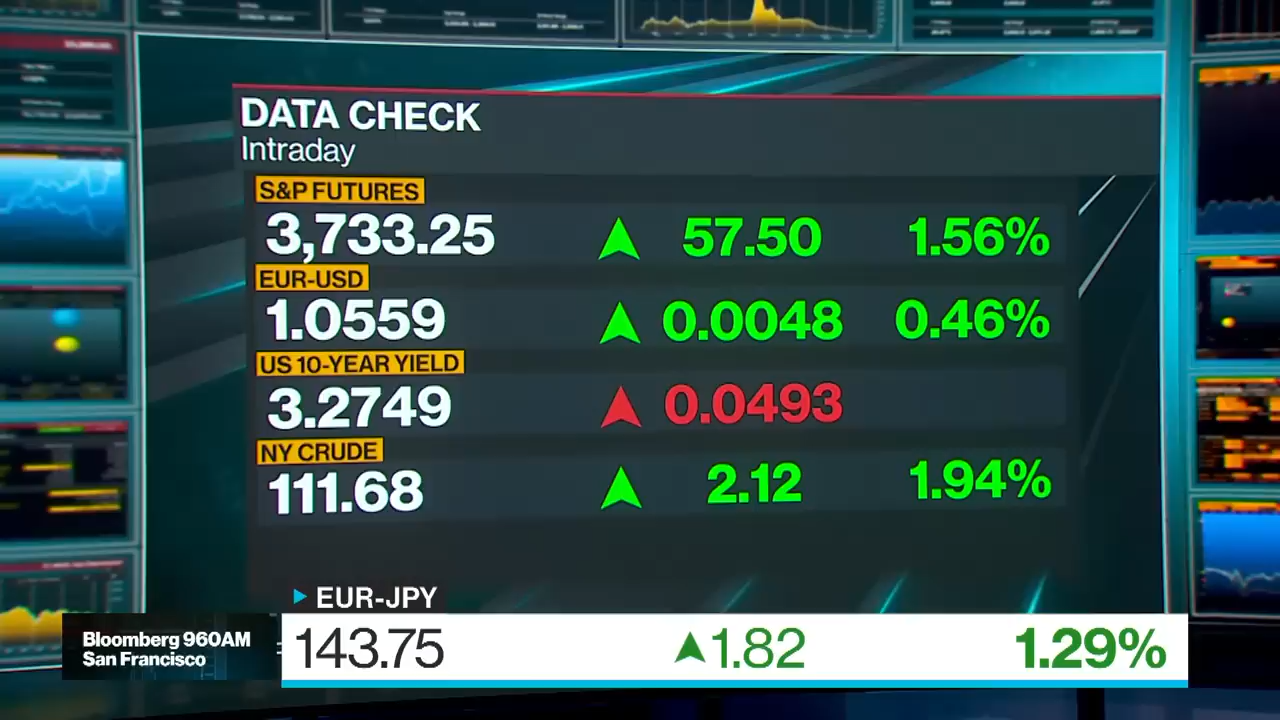 DATA CHECK
Intraday
S&P FUTURES
3,733.25 57.50 1.56%
EUR-USD
1.0559 0.0048 0.46%
US 10-YEAR YIELD
3.2749 0.0493
NY CRUDE
111.68 2.12 1.94%
EUR-JPY
143.75 1.82 1.29%
Bloomberg 960AM
San Francisco